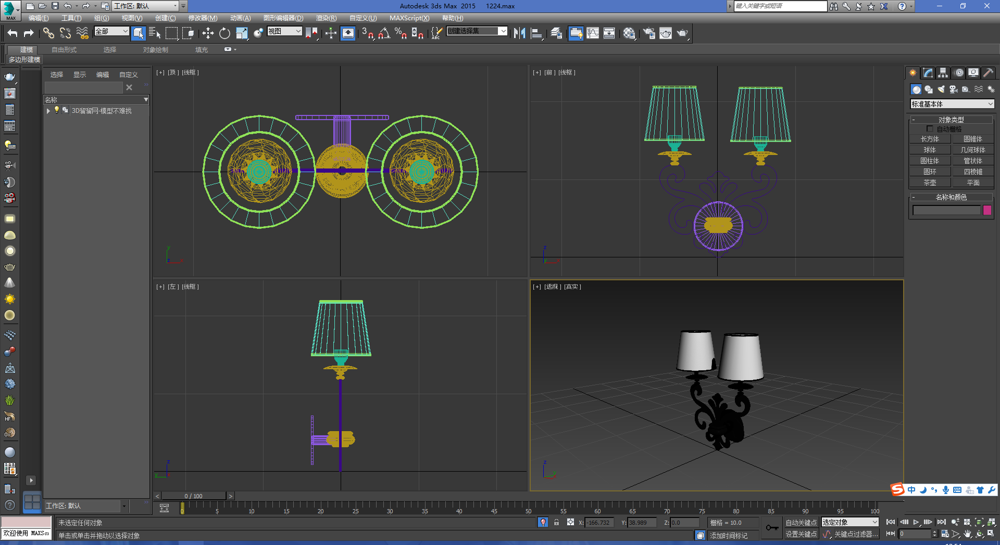 工作区: 默认
Autodesk 3ds Max 2015 1224.max
键入关键字或短语
MAX
编辑(E) 工具(T) 组(G) 视图(V) 创建(C) 修改器(M) 动画(A) 图形编辑器(D) 渲染(R) 自定义(U) MAXScript(X) 帮助(H)
全部
视图
3
%
ABC
创建选择集
建模 自由形式 选择 对象绘制 填充
多边形建模
选择 显示 编辑 自定义
名称
3D溜溜网-模型不难找
[+] [顶] [线框]
[+] [前] [线框]
[+] [左] [线框]
[+] [透视] [真实]
标准基本体
- 对象类型
自动栅格
长方体 圆锥体
球体 几何球体
圆柱体 管状体
圆环 四棱锥
茶壶 平面
- 名称和颜色
HF
中
< 0 / 100 >
工作区: 默认
0 5 10 15 20 25 30 35 40 45 50 55 60 65 70 75 80 85 90 95 100
未选定任何对象
X: -166.732 Y: 38.989 Z: 0.0 栅格 = 10.0
自动关键点 选定对象
欢迎使用 MAXSc
单击或单击并拖动以选择对象
添加时间标记
设置关键点 关键点过滤器...
0